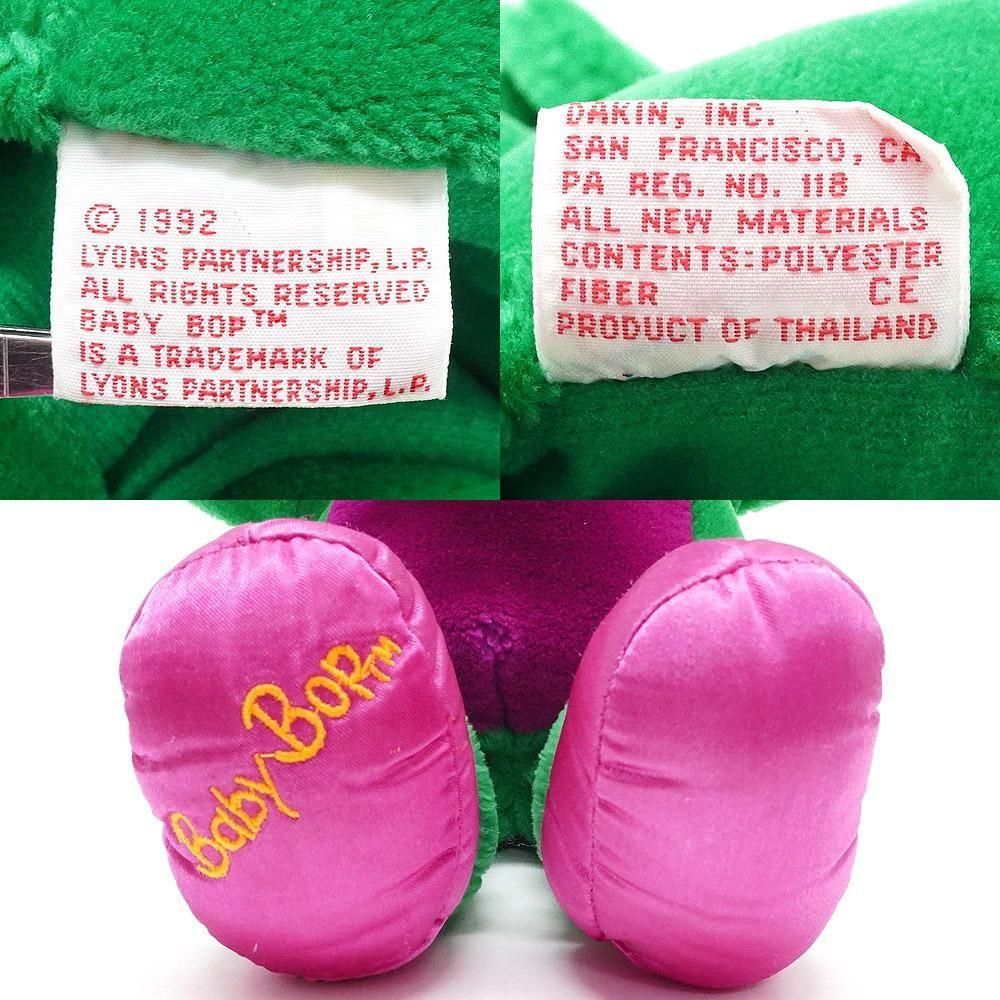 © 1992
LYONS PARTNERSHIP, L.P.
ALL RIGHTS RESERVED
BABY BOP™
IS A TRADEMARK OF
LYONS PARTNERSHIP, L.P.
DAKIN, INC.
SAN FRANCISCO, CA
PA REG. NO. 118
ALL NEW MATERIALS
CONTENTS: POLYESTER
FIBER CE
PRODUCT OF THAILAND
Baby Bop™